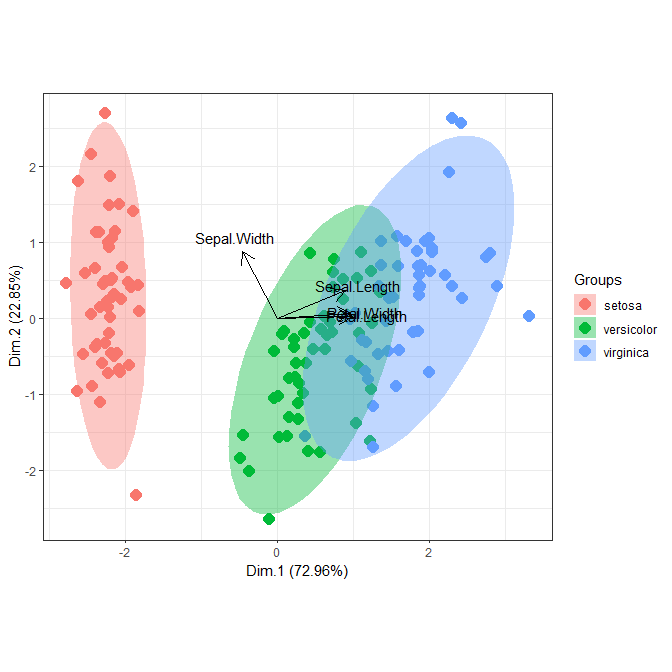 2
1
0
-1
-2
Dim.2 (22.85%)
Sepal.Width
Sepal.Length
Petal.Width
Petal.Length
-2
0
2
Dim.1 (72.96%)
Groups
setosa
versicolor
virginica